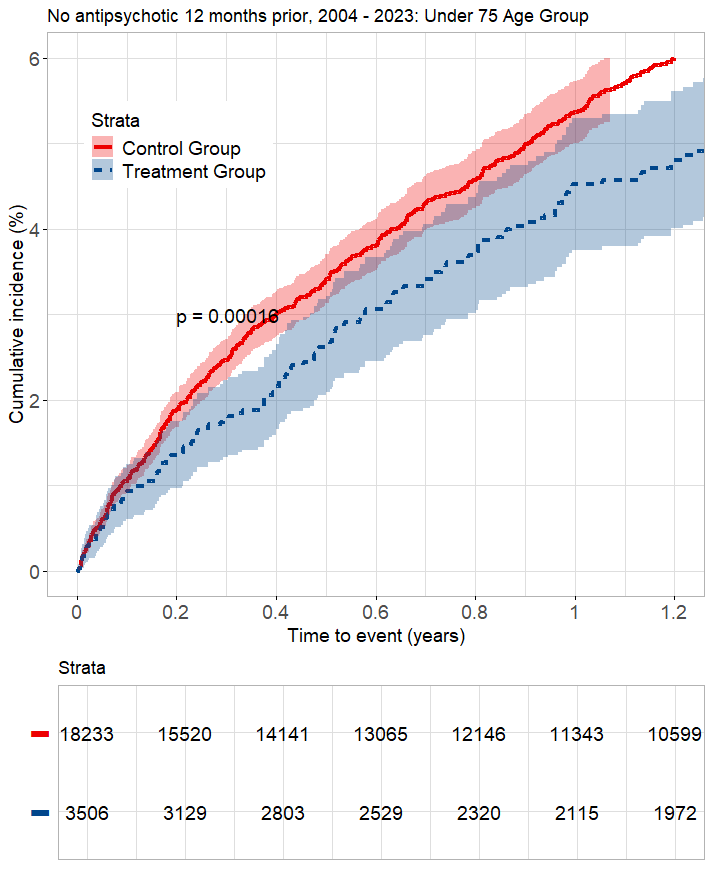 No antipsychotic 12 months prior, 2004 - 2023: Under 75 Age Group
Cumulative incidence (%)
6
4
2
0
Strata
Control Group
Treatment Group
p = 0.00016
0 0.2 0.4 0.6 0.8 1 1.2
Time to event (years)
Strata
18233 15520 14141 13065 12146 11343 10599
3506 3129 2803 2529 2320 2115 1972